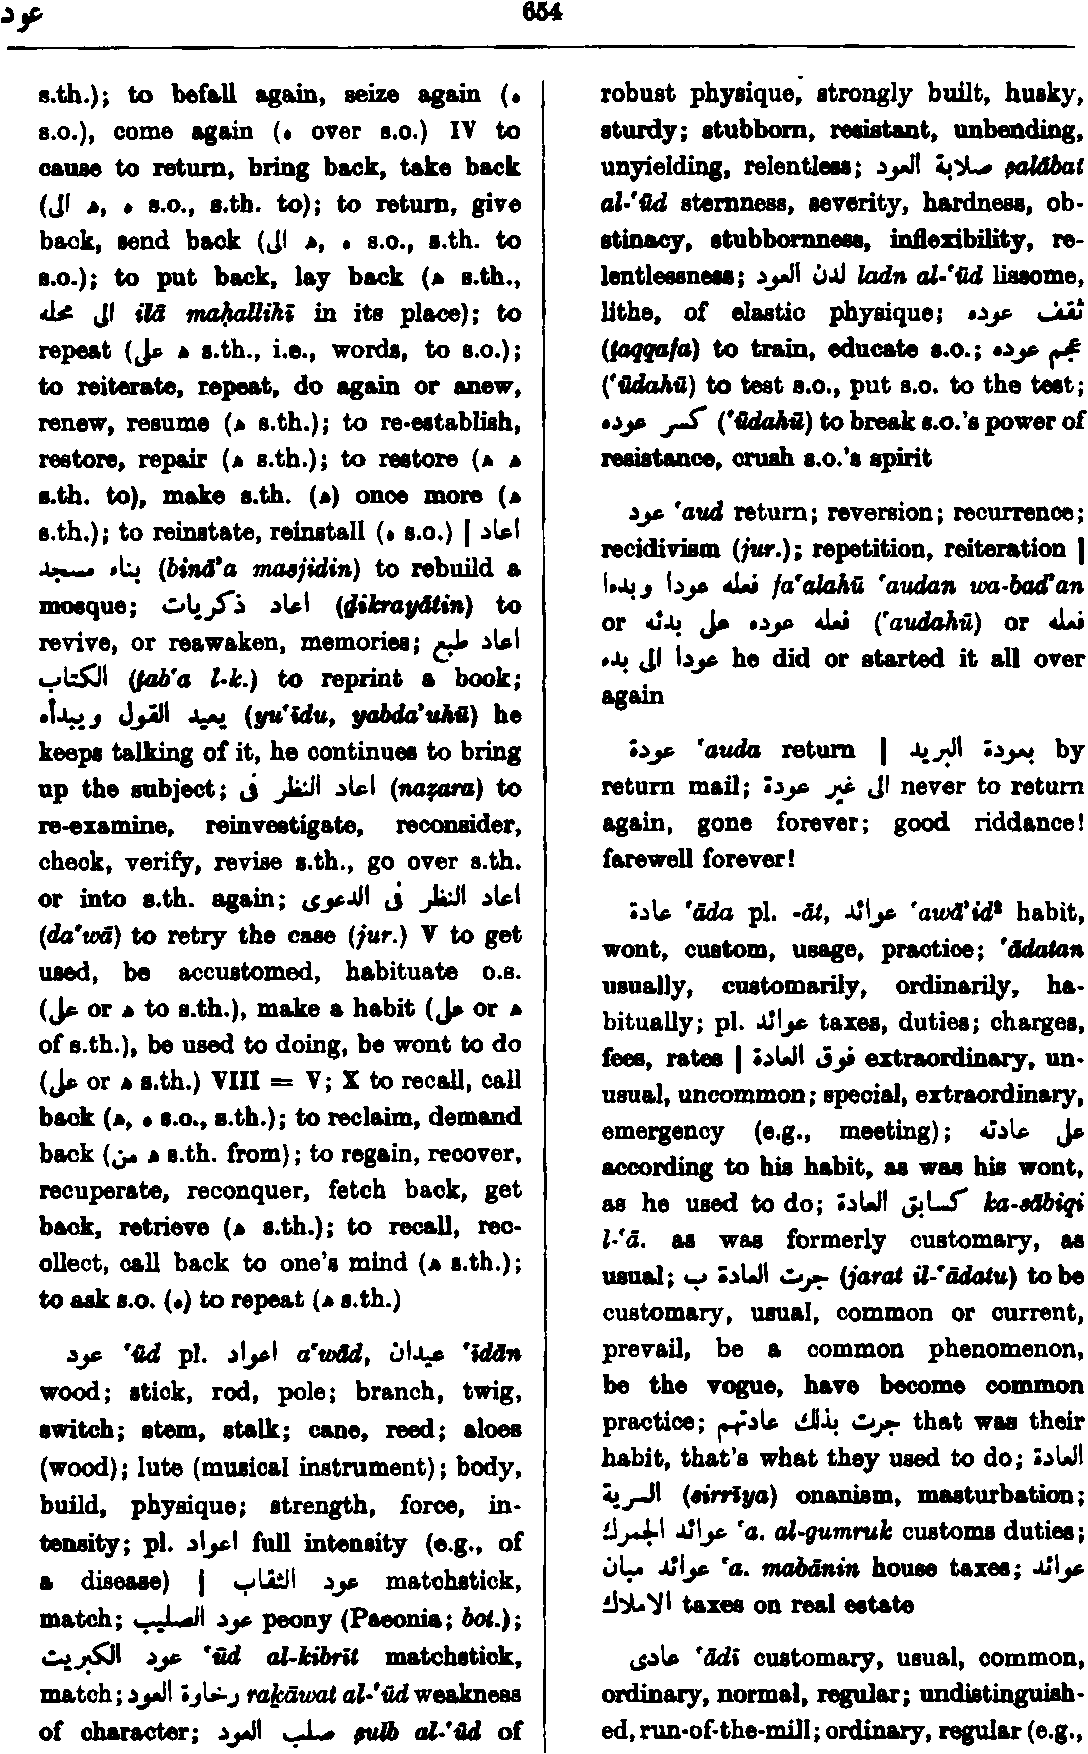 عود
654
s.th.); to befall again, seize again (ه
s.o.), come again (ه over s.o.) IV to
cause to return, bring back, take back
(الى ه, ه s.o., s.th. to); to return, give
back, send back (الى ه, ه s.o., s.th. to
s.o.); to put back, lay back (ه s.th.,
الى محله ilā maḥallihī in its place); to
repeat (على ه s.th., i.e., words, to s.o.);
to reiterate, repeat, do again or anew,
renew, resume (ه s.th.); to re-establish,
restore, repair (ه s.th.); to restore (ه ه
s.th. to), make s.th. (ه) once more (ه
s.th.); to reinstate, reinstall (ه s.o.) | اعاد
بناء مسجد (binā'a masjidin) to rebuild a
mosque; اعاد ذكريات (ḏikrayātin) to
revive, or reawaken, memories; اعاد طبع
الكتاب (ṭab'a l-k.) to reprint a book;
يعيد القول ويبدأه (yu'īdu, yabda'uhū) he
keeps talking of it, he continues to bring
up the subject; اعاد النظر فى (naẓara) to
re-examine, reinvestigate, reconsider,
check, verify, revise s.th., go over s.th.
or into s.th. again; اعاد النظر فى الدعوى
(da'wā) to retry the case (jur.) V to get
used, be accustomed, habituate o.s.
(على or ه to s.th.), make a habit (على or ه
of s.th.), be used to doing, be wont to do
(على or ه s.th.) VIII = V; X to recall, call
back (ه, ه s.o., s.th.); to reclaim, demand
back (من ه s.th. from); to regain, recover,
recuperate, reconquer, fetch back, get
back, retrieve (ه s.th.); to recall, rec-
ollect, call back to one's mind (ه s.th.);
to ask s.o. (ه) to repeat (ه s.th.)
عود 'ūd pl. اعواد a'wād, عيدان 'īdān
wood; stick, rod, pole; branch, twig,
switch; stem, stalk; cane, reed; aloes
(wood); lute (musical instrument); body,
build, physique; strength, force, in-
tensity; pl. اعواد full intensity (e.g., of
a disease) | عود الثقاب matchstick,
match; عود الصليب peony (Paeonia; bot.);
عود الكبريت 'ūd al-kibrīt matchstick,
match; رخاوة العود raḵāwat al-'ūd weakness
of character; صلب العود ṣulb al-'ūd of
robust physique, strongly built, husky,
sturdy; stubborn, resistant, unbending,
unyielding, relentless; صلابة العود ṣalābat
al-'ūd sternness, severity, hardness, ob-
stinacy, stubbornness, inflexibility, re-
lentlessness; لدن العود ladn al-'ūd lissome,
lithe, of elastic physique; ثقف عوده
(ṯaqqafa) to train, educate s.o.; عجم عوده
('ūdahū) to test s.o., put s.o. to the test;
كسر عوده ('ūdahū) to break s.o.'s power of
resistance, crush s.o.'s spirit
عود 'aud return; reversion; recurrence;
recidivism (jur.); repetition, reiteration |
فعله عودا وبدءا fa'alahū 'audan wa-bad'an
or فعله عوده على بدئه ('audahū) or فعله
عودا الى بدء he did or started it all over
again
عودة 'auda return | بعودة البريد by
return mail; الى غير عودة never to return
again, gone forever; good riddance!
farewell forever!
عادة 'āda pl. -āt, عوائد 'awā'id² habit,
wont, custom, usage, practice; 'ādatan
usually, customarily, ordinarily, ha-
bitually; pl. عوائد taxes, duties; charges,
fees, rates | فوق العادة extraordinary, un-
usual, uncommon; special, extraordinary,
emergency (e.g., meeting); على عادته
according to his habit, as was his wont,
as he used to do; كسابق العادة ka-sābiqi
l-'ā. as was formerly customary, as
usual; جرت العادة ب (jarat il-'ādatu) to be
customary, usual, common or current,
prevail, be a common phenomenon,
be the vogue, have become common
practice; جرت بذلك عادتهم that was their
habit, that's what they used to do; العادة
السرية (sirrīya) onanism, masturbation;
عوائد الجمرك 'a. al-gumruk customs duties;
عوائد مبان 'a. mabānin house taxes; عوائد
الاملاك taxes on real estate
عادى 'ādī customary, usual, common,
ordinary, normal, regular; undistinguish-
ed, run-of-the-mill; ordinary, regular (e.g.,